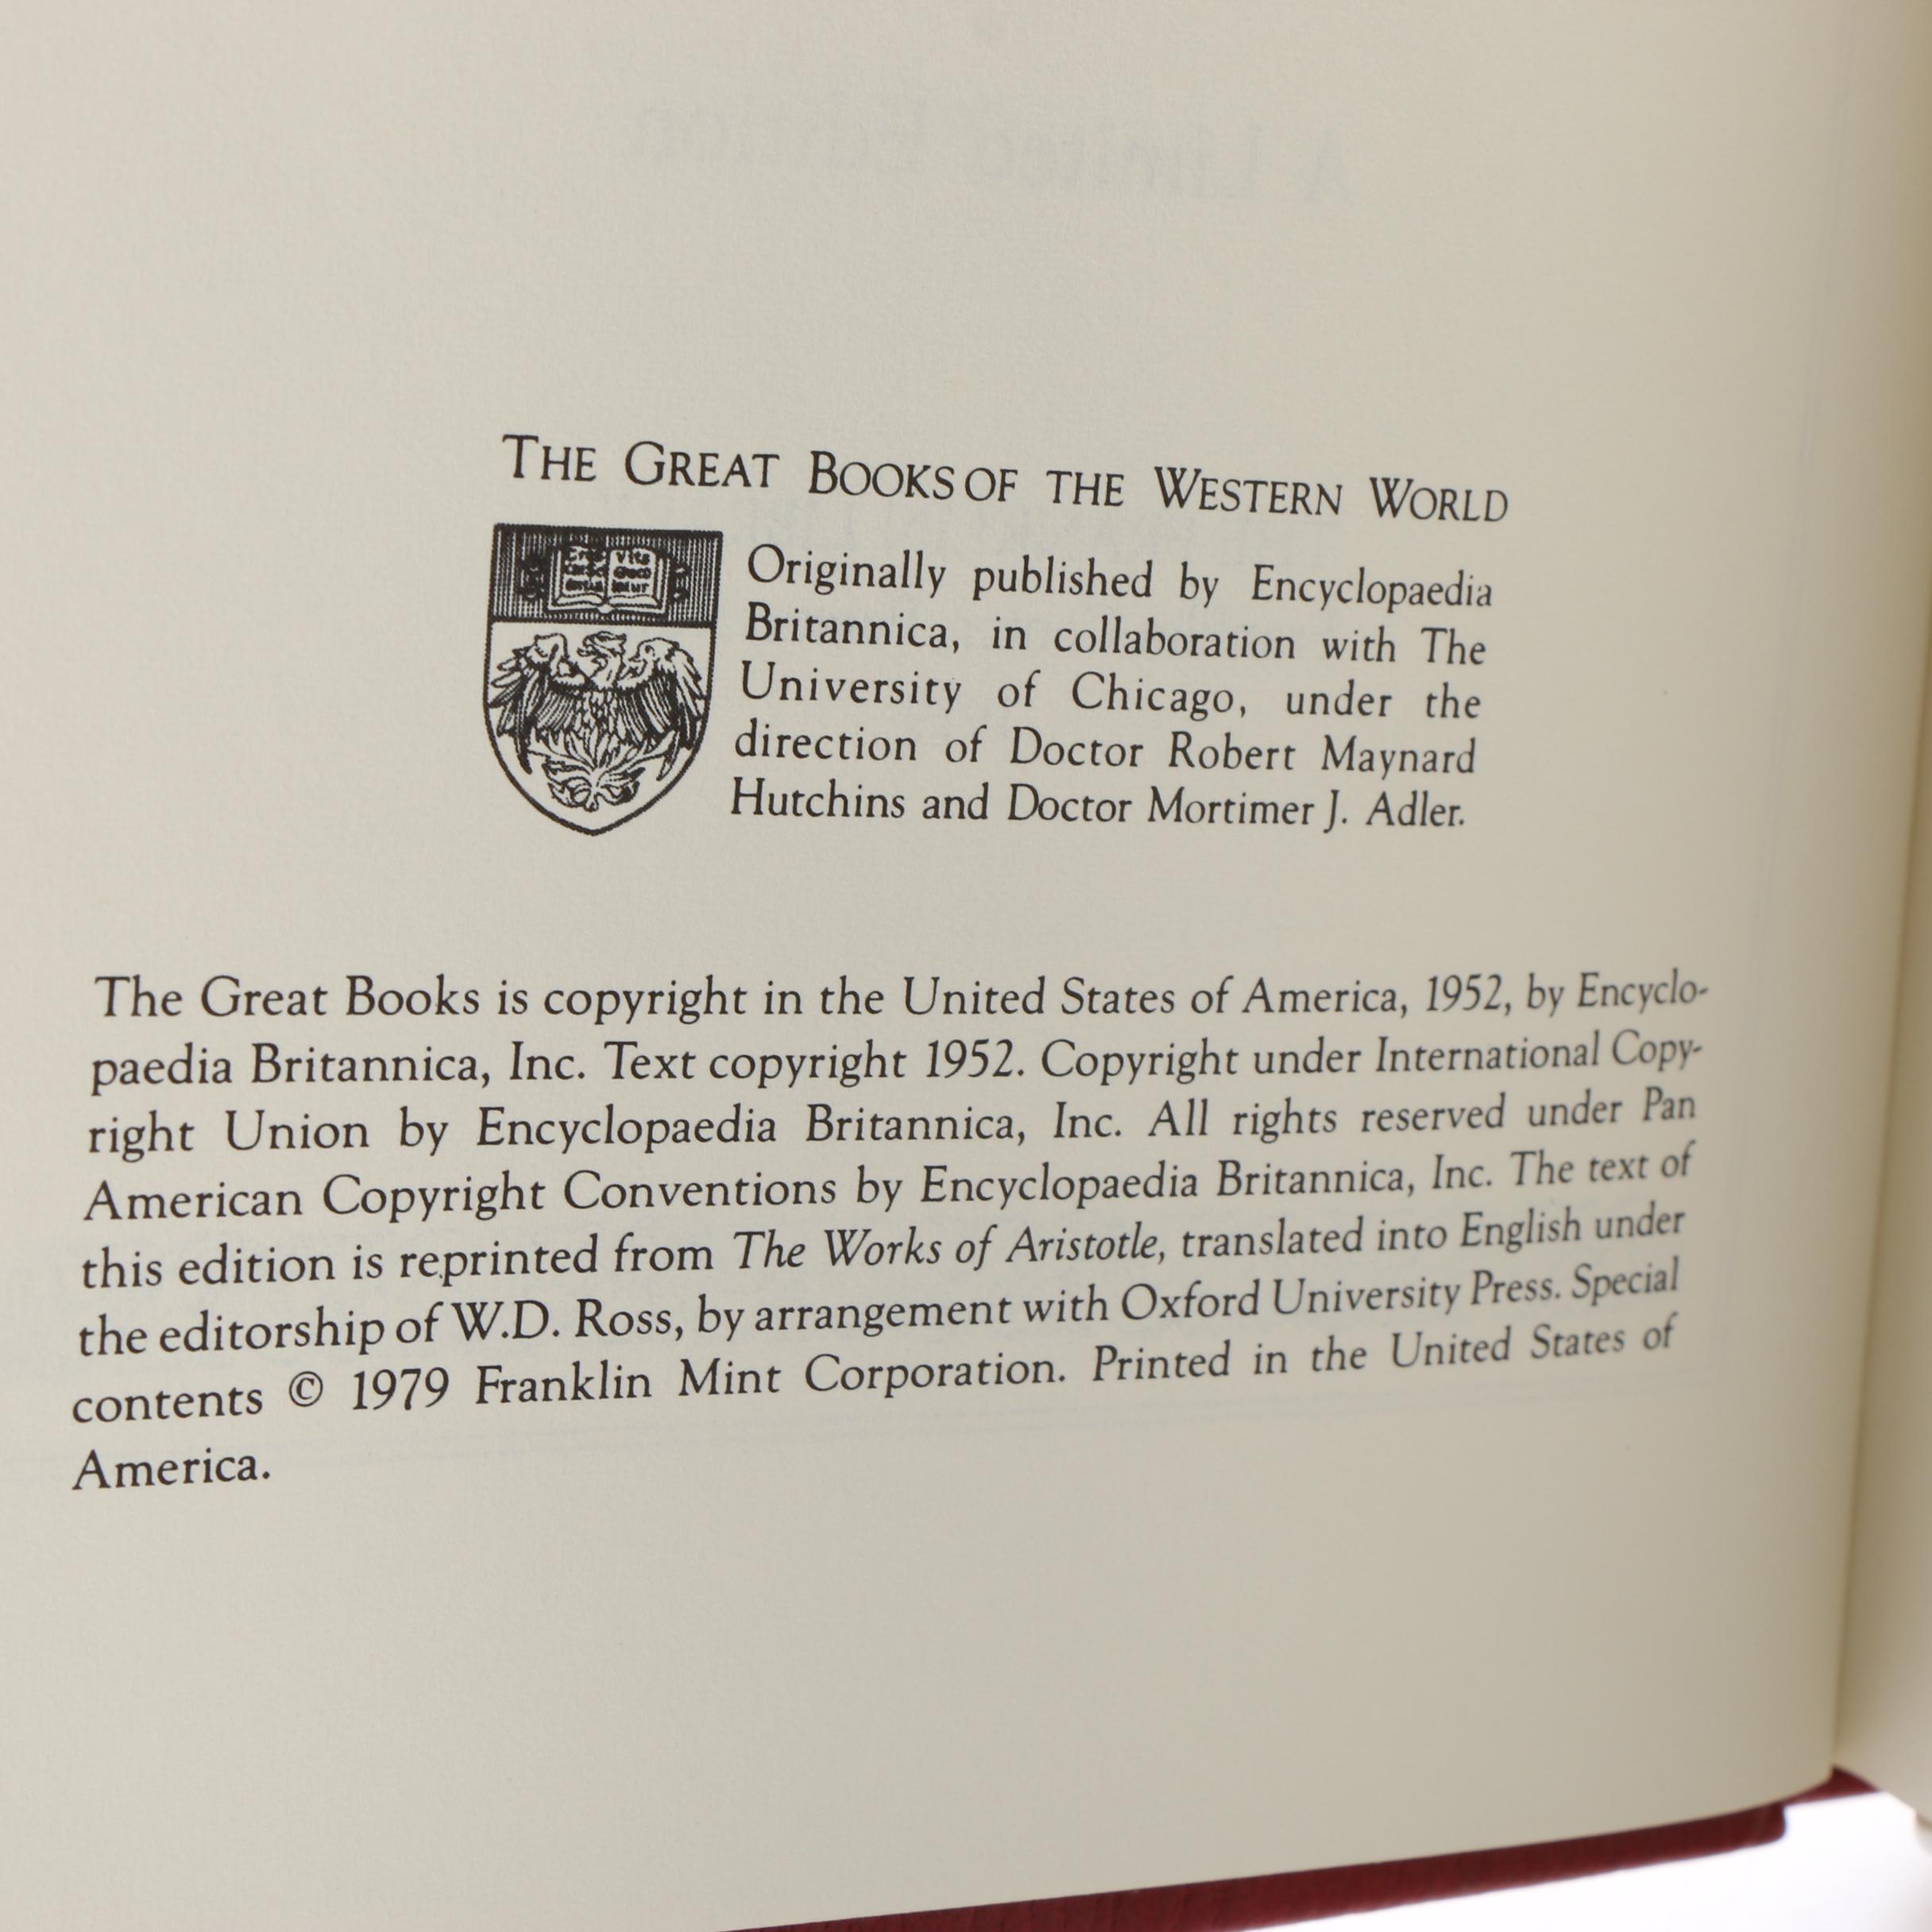 A Limited Edition
THE GREAT BOOKS OF THE WESTERN WORLD
Originally published by Encyclopaedia
Britannica, in collaboration with The
University of Chicago, under the
direction of Doctor Robert Maynard
Hutchins and Doctor Mortimer J. Adler.
The Great Books is copyright in the United States of America, 1952, by Encyclo-
paedia Britannica, Inc. Text copyright 1952. Copyright under International Copy-
right Union by Encyclopaedia Britannica, Inc. All rights reserved under Pan
American Copyright Conventions by Encyclopaedia Britannica, Inc. The text of
this edition is reprinted from The Works of Aristotle, translated into English under
the editorship of W.D. Ross, by arrangement with Oxford University Press. Special
contents © 1979 Franklin Mint Corporation. Printed in the United States of
America.